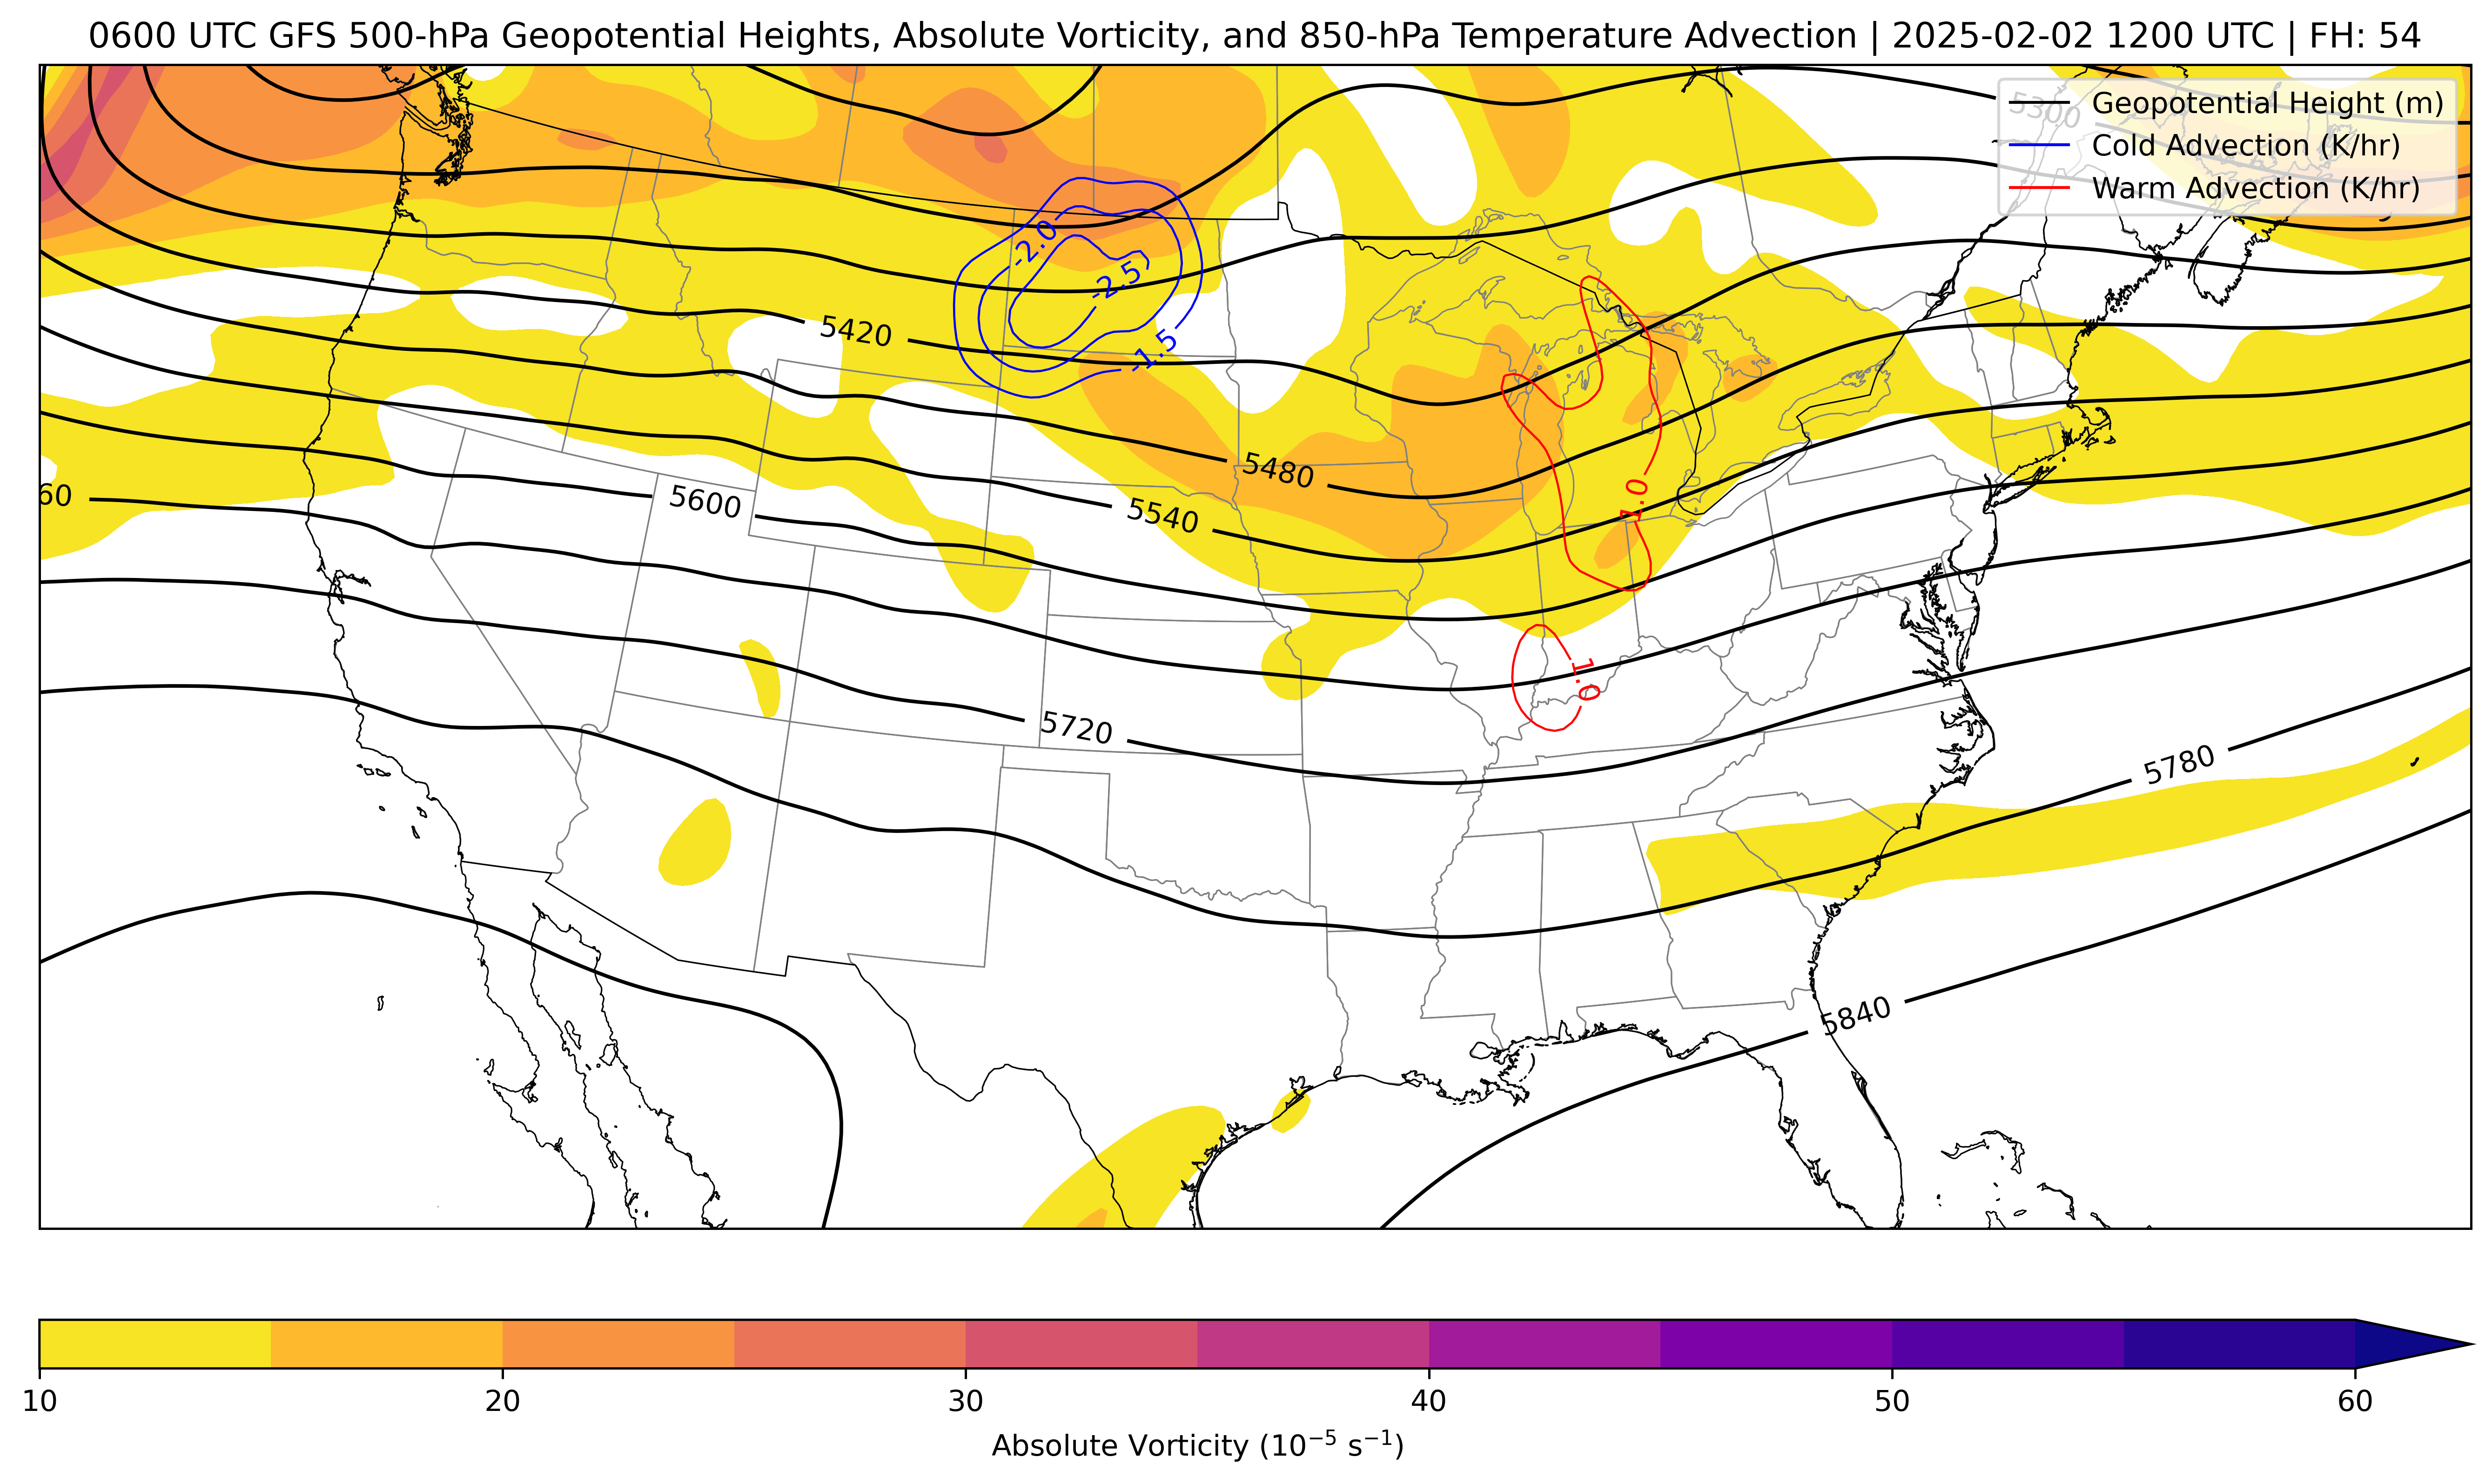 0600 UTC GFS 500-hPa Geopotential Heights, Absolute Vorticity, and 850-hPa Temperature Advection | 2025-02-02 1200 UTC | FH: 54
5300
Geopotential Height (m)
Cold Advection (K/hr)
Warm Advection (K/hr)
-2.0
-2.5
5420
-1.5
5480
60
5600
5540
1.0
1.0
5720
5780
5840
10 20 30 40 50 60
Absolute Vorticity (10⁻⁵ s⁻¹)